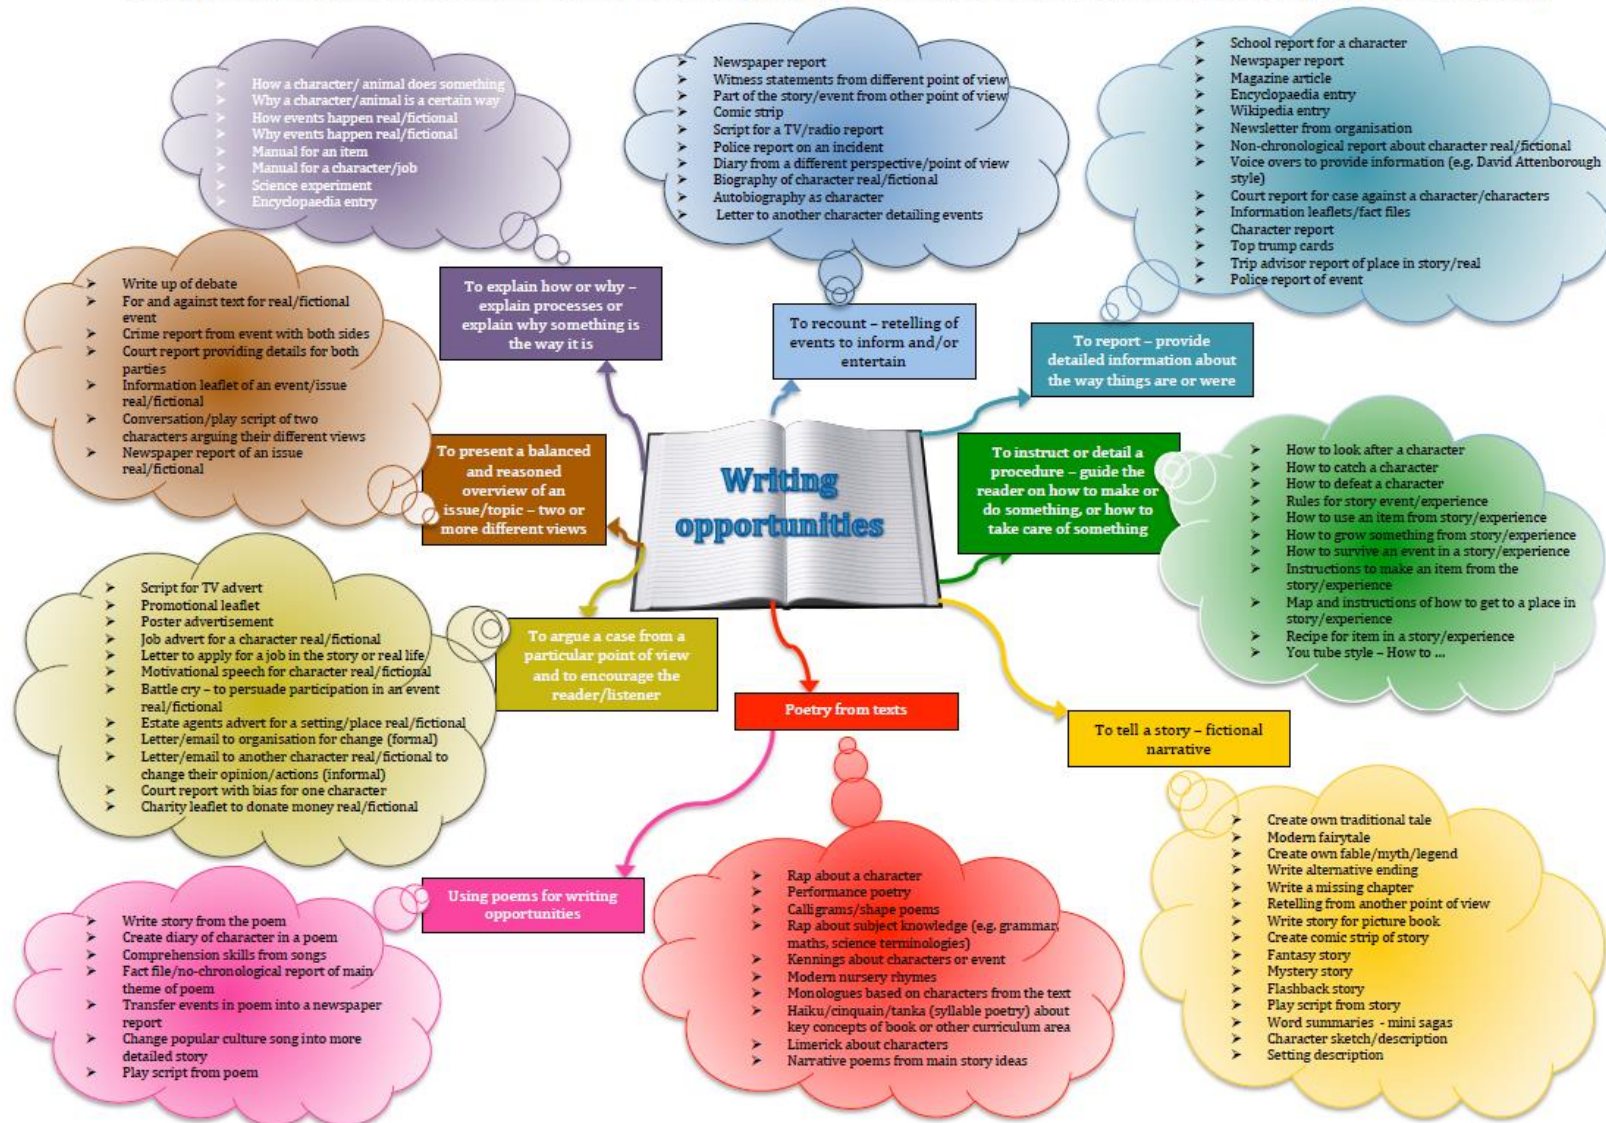 How a character/ animal does something
Why a character/animal is a certain way
How events happen real/fictional
Why events happen real/fictional
Manual for an item
Manual for a character/job
Science experiment
Encyclopaedia entry
Newspaper report
Witness statements from different point of view
Part of the story/event from other point of view
Comic strip
Script for a TV/radio report
Police report on an incident
Diary from a different perspective/point of view
Biography of character real/fictional
Autobiography as character
Letter to another character detailing events
School report for a character
Newspaper report
Magazine article
Encyclopaedia entry
Wikipedia entry
Newsletter from organisation
Non-chronological report about character real/fictional
Voice overs to provide information (e.g. David Attenborough
style)
Court report for case against a character/characters
Information leaflets/fact files
Character report
Top trump cards
Trip advisor report of place in story/real
Police report of event
To explain how or why –
explain processes or
explain why something is
the way it is
To recount – retelling of
events to inform and/or
entertain
To report – provide
detailed information about
the way things are or were
Write up of debate
For and against text for real/fictional
event
Crime report from event with both sides
Court report providing details for both
parties
Information leaflet of an event/issue
real/fictional
Conversation/play script of two
characters arguing their different views
Newspaper report of an issue
real/fictional
To present a balanced
and reasoned
overview of an
issue/topic – two or
more different views
Writing
opportunities
To instruct or detail a
procedure – guide the
reader on how to make or
do something, or how to
take care of something
How to look after a character
How to catch a character
How to defeat a character
Rules for story event/experience
How to use an item from story/experience
How to grow something from story/experience
How to survive an event in a story/experience
Instructions to make an item from the
story/experience
Map and instructions of how to get to a place in
story/experience
Recipe for item in a story/experience
You tube style – How to ...
Script for TV advert
Promotional leaflet
Poster advertisement
Job advert for a character real/fictional
Letter to apply for a job in the story or real life
Motivational speech for character real/fictional
Battle cry – to persuade participation in an event
real/fictional
Estate agents advert for a setting/place real/fictional
Letter/email to organisation for change (formal)
Letter/email to another character real/fictional to
change their opinion/actions (informal)
Court report with bias for one character
Charity leaflet to donate money real/fictional
To argue a case from a
particular point of view
and to encourage the
reader/listener
Poetry from texts
To tell a story – fictional
narrative
Using poems for writing
opportunities
Write story from the poem
Create diary of character in a poem
Comprehension skills from songs
Fact file/no-chronological report of main
theme of poem
Transfer events in poem into a newspaper
report
Change popular culture song into more
detailed story
Play script from poem
Rap about a character
Performance poetry
Calligrams/shape poems
Rap about subject knowledge (e.g. grammar,
maths, science terminologies)
Kennings about characters or event
Modern nursery rhymes
Monologues based on characters from the text
Haiku/cinquain/tanka (syllable poetry) about
key concepts of book or other curriculum area
Limerick about characters
Narrative poems from main story ideas
Create own traditional tale
Modern fairytale
Create own fable/myth/legend
Write alternative ending
Write a missing chapter
Retelling from another point of view
Write story for picture book
Create comic strip of story
Fantasy story
Mystery story
Flashback story
Play script from story
Word summaries - mini sagas
Character sketch/description
Setting description